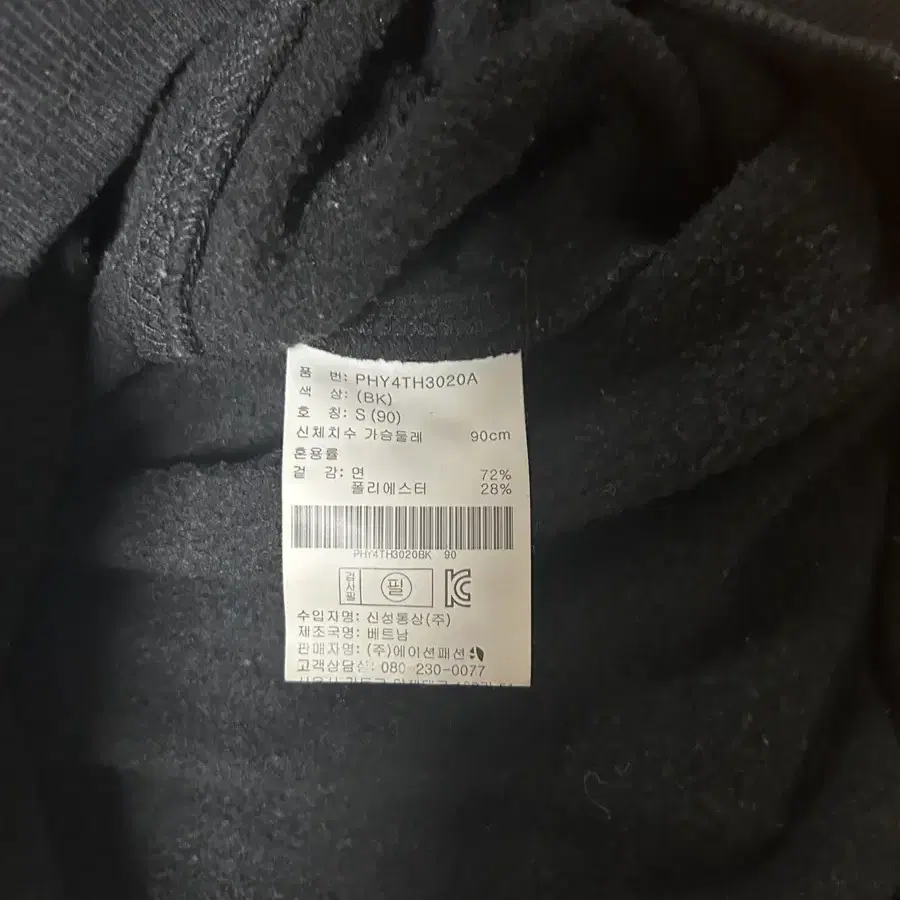 품 번: PHY4TH3020A
색 상: (BK)
호 칭: S (90)
신체치수 가슴둘레 90cm
혼용률
겉 감: 면 72%
폴리에스터 28%
PHY4TH3020BK 90
검사필 필
수입자명: 신성통상(주)
제조국명: 베트남
판매자명: (주)에이션패션
고객상담실: 080-230-0077